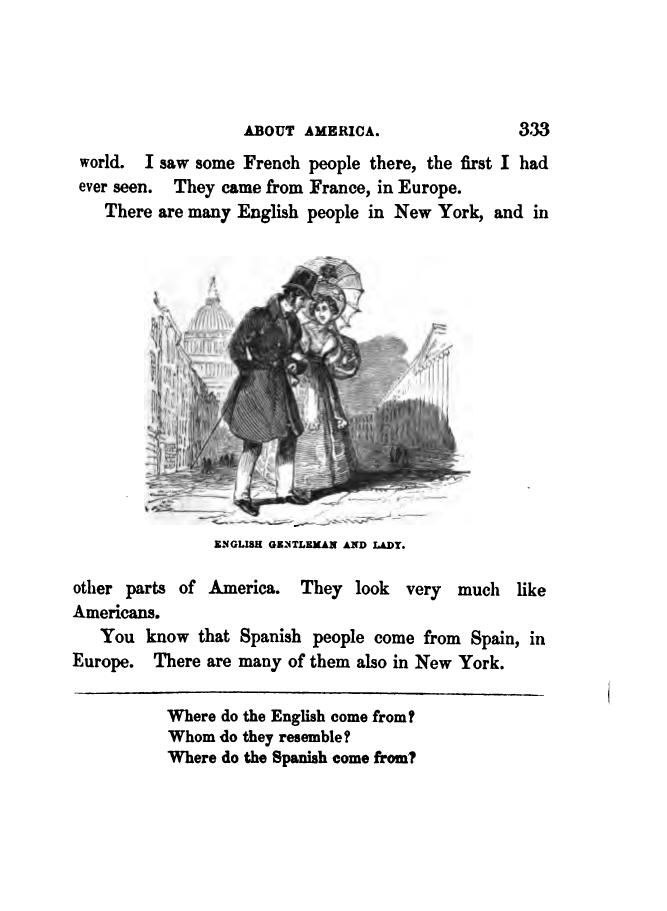 ABOUT AMERICA. 333
world. I saw some French people there, the first I had
ever seen. They came from France, in Europe.
There are many English people in New York, and in
ENGLISH GENTLEMAN AND LADY.
other parts of America. They look very much like
Americans.
You know that Spanish people come from Spain, in
Europe. There are many of them also in New York.
Where do the English come from?
Whom do they resemble?
Where do the Spanish come from?